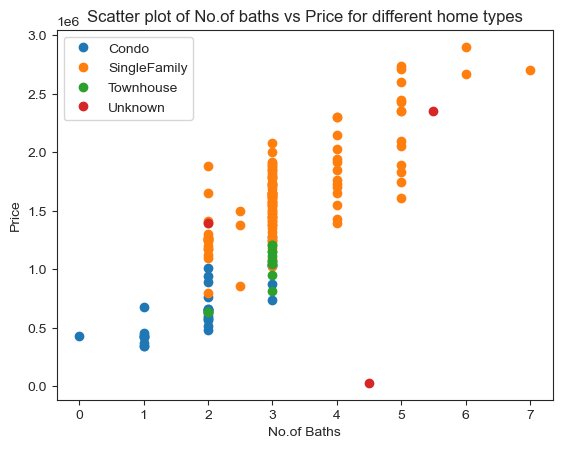 Scatter plot of No.of baths vs Price for different home types
1e6
Condo
SingleFamily
Townhouse
Unknown
3.0
2.5
2.0
1.5
1.0
0.5
0.0
Price
0 1 2 3 4 5 6 7
No.of Baths